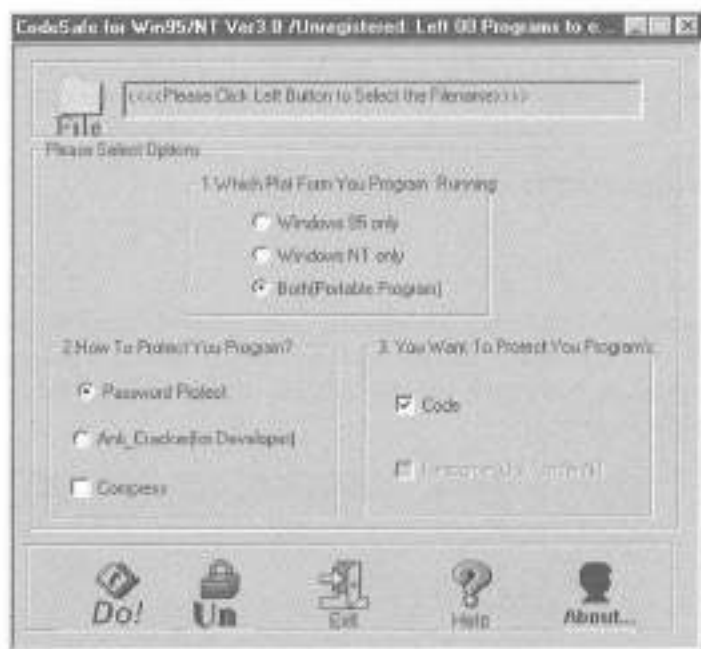 CodeSafe for Win95/NT Ver3.0 /Unregistered. Left 00 Programs to e...
<<<<Please Click Left Button to Select the Filename>>>>
File
Please Select Options
1.Which Plat Form You Program Running
Windows 95 only
Windows NT only
Both(Portable Program)
2.How To Protect You Program?
Password Protect
Anti_Cracker(for Developer)
Compress
3. You Want To Protect You Program's
Code
Do!
Un
Exit
Help
About...